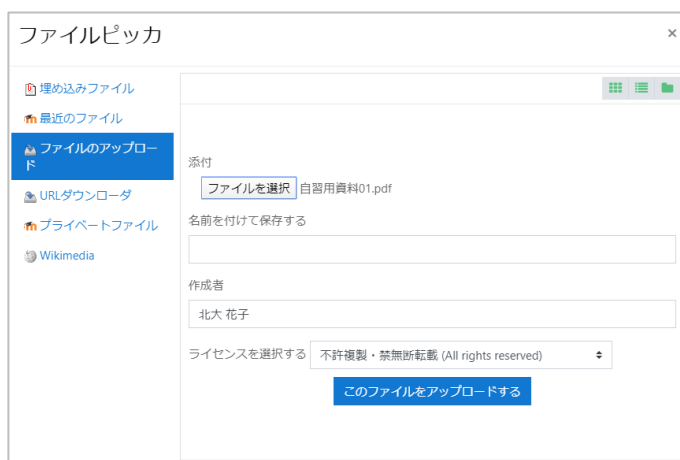 ファイルピッカ
×
埋め込みファイル
最近のファイル
ファイルのアップロー
ド
URLダウンローダ
プライベートファイル
Wikimedia
添付
ファイルを選択 自習用資料01.pdf
名前を付けて保存する
作成者
北大 花子
ライセンスを選択する 不許複製・禁無断転載 (All rights reserved)
このファイルをアップロードする